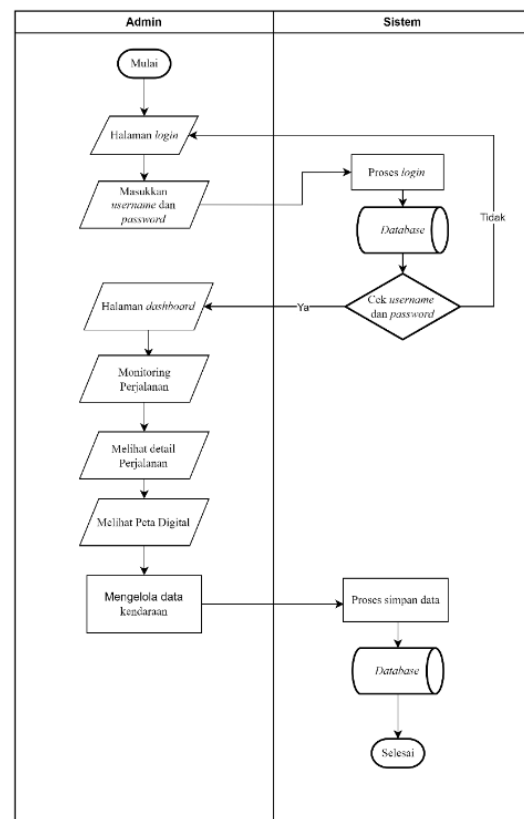 Admin
Sistem
Mulai
Halaman login
Masukkan
username dan
password
Proses login
Database
Tidak
Cek username
dan password
Ya
Halaman dashboard
Monitoring
Perjalanan
Melihat detail
Perjalanan
Melihat Peta Digital
Mengelola data
kendaraan
Proses simpan data
Database
Selesai